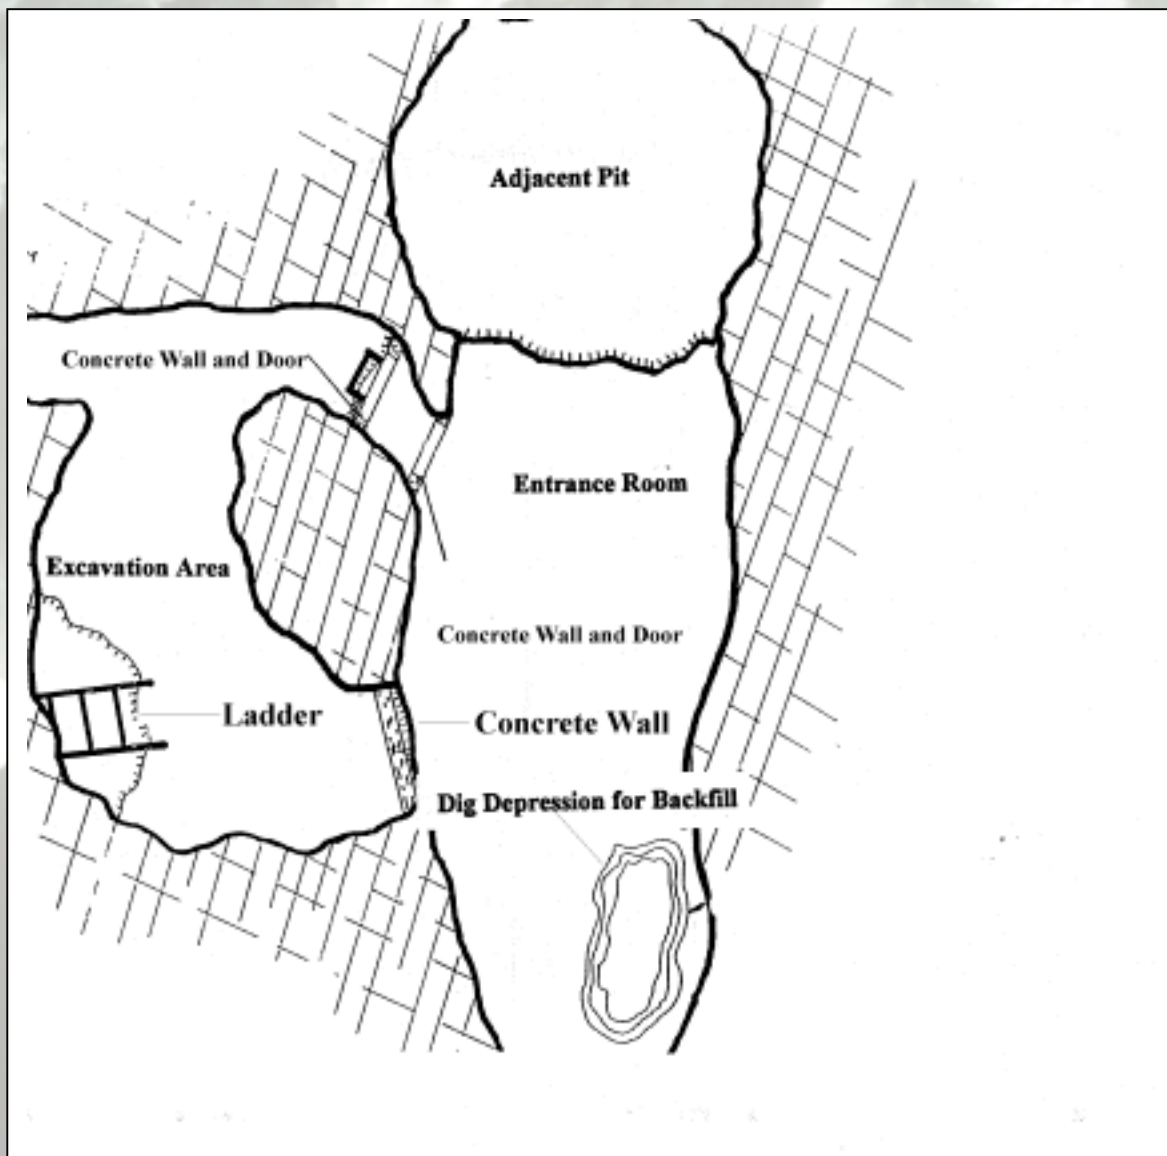 Adjacent Pit
Concrete Wall and Door
Entrance Room
Excavation Area
Concrete Wall and Door
Ladder
Concrete Wall
Dig Depression for Backfill